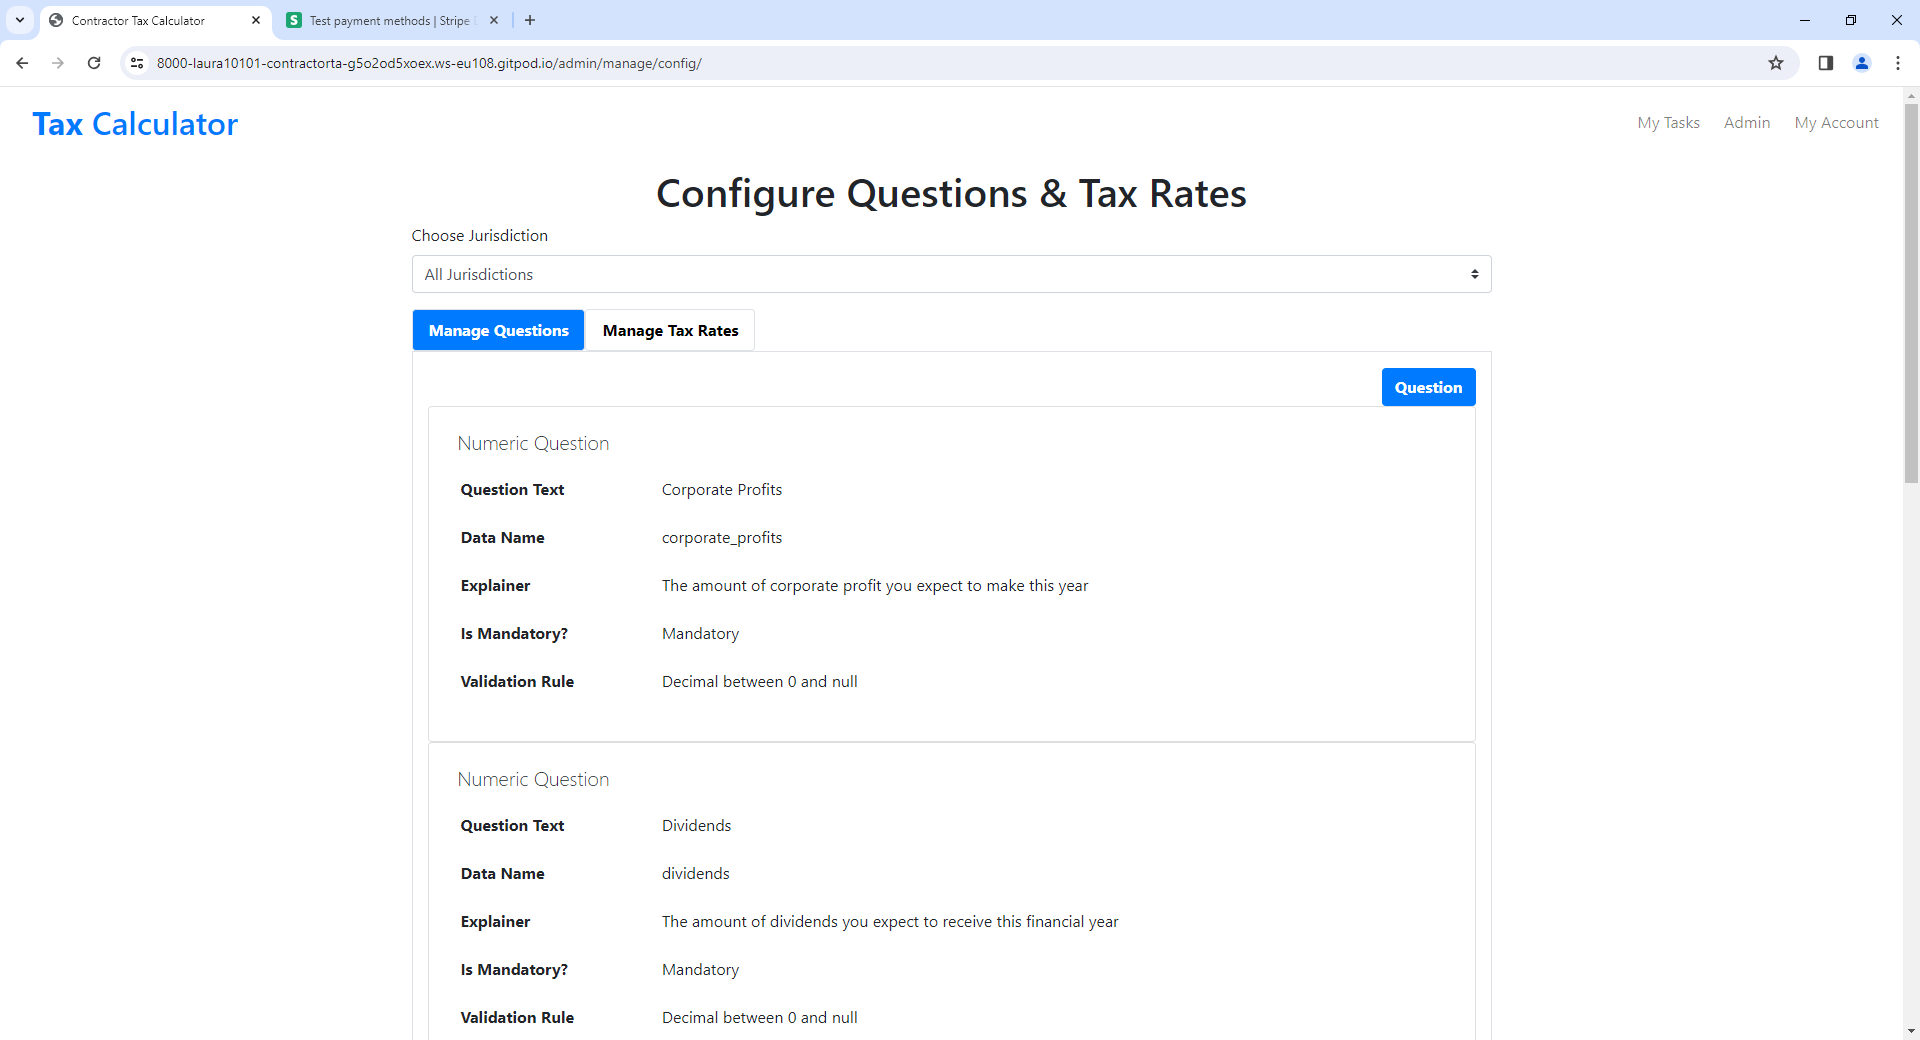 Contractor Tax Calculator
Test payment methods | Stripe
8000-laura10101-contractorta-g5o2od5xoex.ws-eu108.gitpod.io/admin/manage/config/
Tax Calculator
My Tasks
Admin
My Account
Configure Questions & Tax Rates
Choose Jurisdiction
All Jurisdictions
Manage Questions
Manage Tax Rates
Question
Numeric Question
Question Text Corporate Profits
Data Name corporate_profits
Explainer The amount of corporate profit you expect to make this year
Is Mandatory? Mandatory
Validation Rule Decimal between 0 and null
Numeric Question
Question Text Dividends
Data Name dividends
Explainer The amount of dividends you expect to receive this financial year
Is Mandatory? Mandatory
Validation Rule Decimal between 0 and null